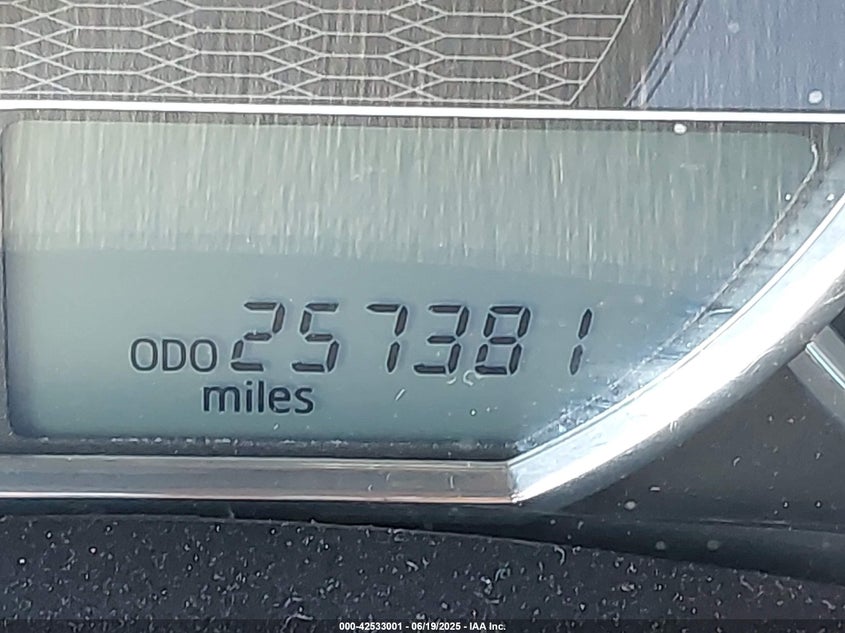 ODO 257381
miles
000-42533001 - 06/19/2025 - IAA Inc.